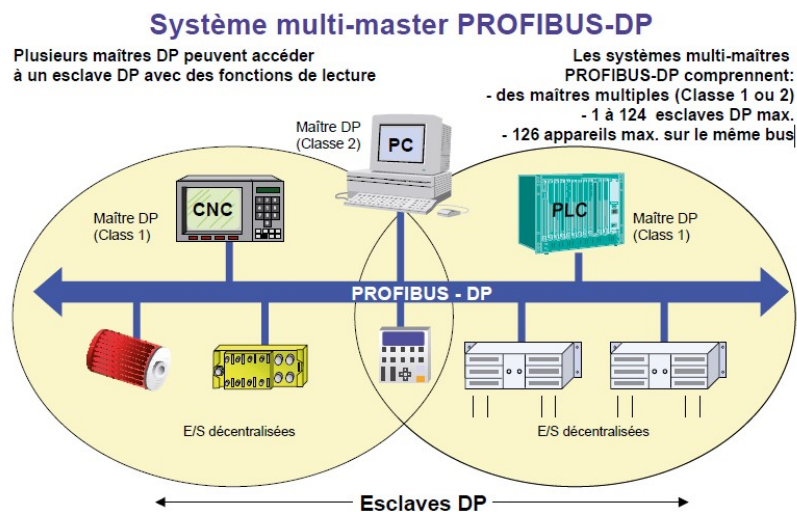 Système multi-master PROFIBUS-DP
Plusieurs maîtres DP peuvent accéder
à un esclave DP avec des fonctions de lecture
Les systèmes multi-maîtres
PROFIBUS-DP comprennent:
- des maîtres multiples (Classe 1 ou 2)
- 1 à 124 esclaves DP max.
- 126 appareils max. sur le même bus
Maître DP
(Classe 2)
PC
Maître DP
(Class 1)
CNC
PLC
Maître DP
(Class 1)
PROFIBUS - DP
E/S décentralisées
E/S décentralisées
Esclaves DP